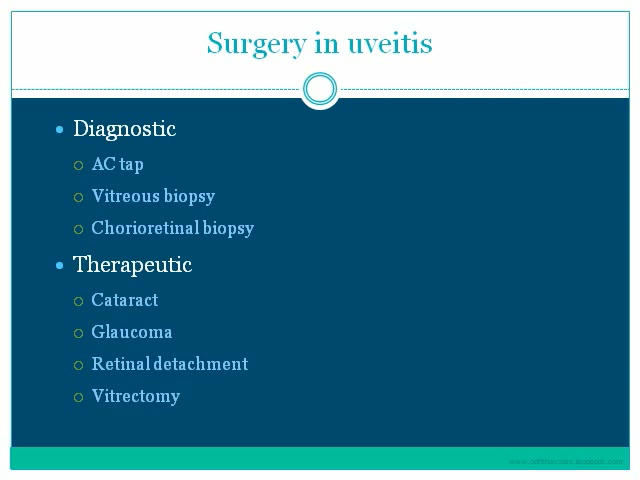 Surgery in uveitis
Diagnostic
AC tap
Vitreous biopsy
Chorioretinal biopsy
Therapeutic
Cataract
Glaucoma
Retinal detachment
Vitrectomy